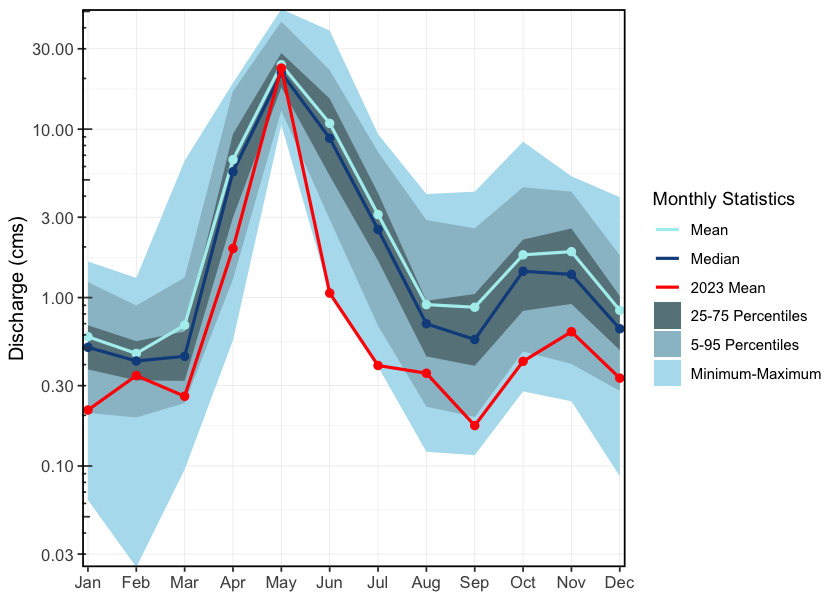 30.00
10.00
3.00
1.00
0.30
0.10
0.03
Discharge (cms)
Jan Feb Mar Apr May Jun Jul Aug Sep Oct Nov Dec
Monthly Statistics
Mean
Median
2023 Mean
25-75 Percentiles
5-95 Percentiles
Minimum-Maximum